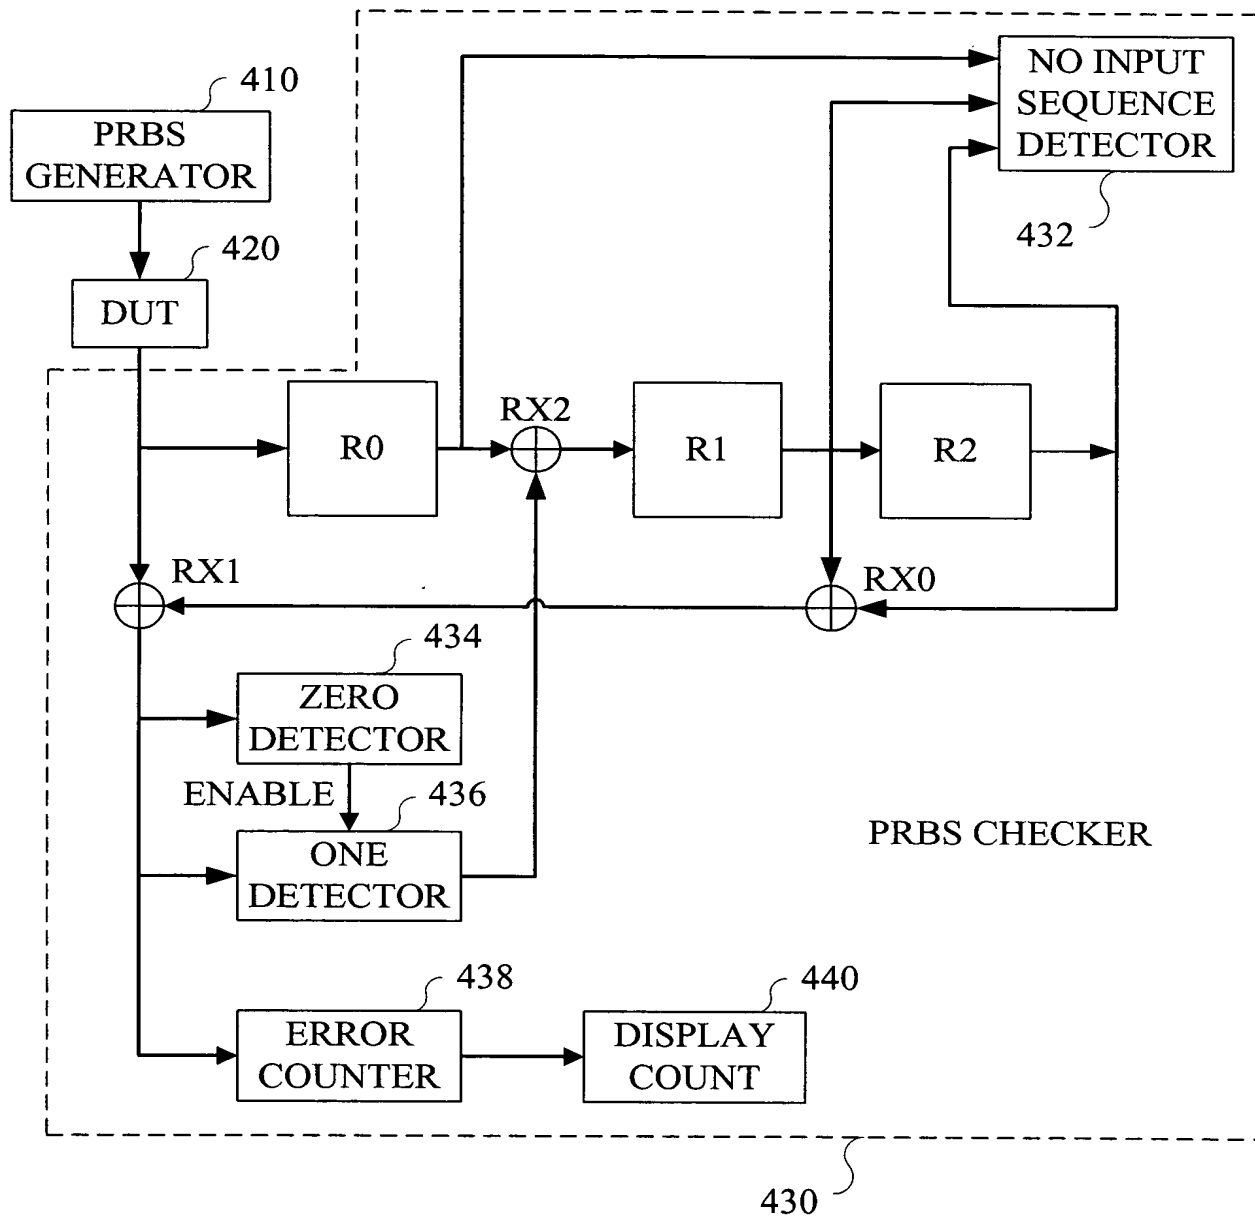 NO INPUT
SEQUENCE
DETECTOR
432
410
PRBS
GENERATOR
420
DUT
R0
RX2
R1
R2
RX1
RX0
434
ZERO
DETECTOR
ENABLE
436
ONE
DETECTOR
PRBS CHECKER
438
ERROR
COUNTER
440
DISPLAY
COUNT
430